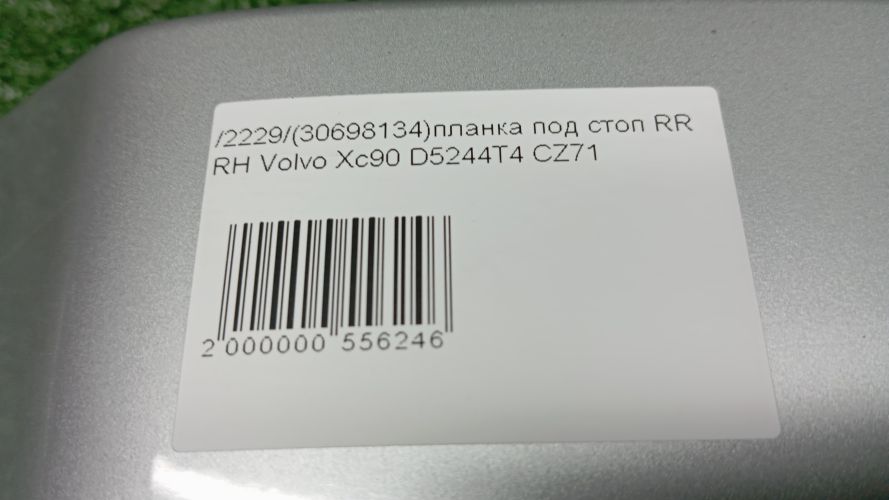 /2229/(30698134)планка под стоп RR
RH Volvo Xc90 D5244T4 CZ71
2 000000 556246